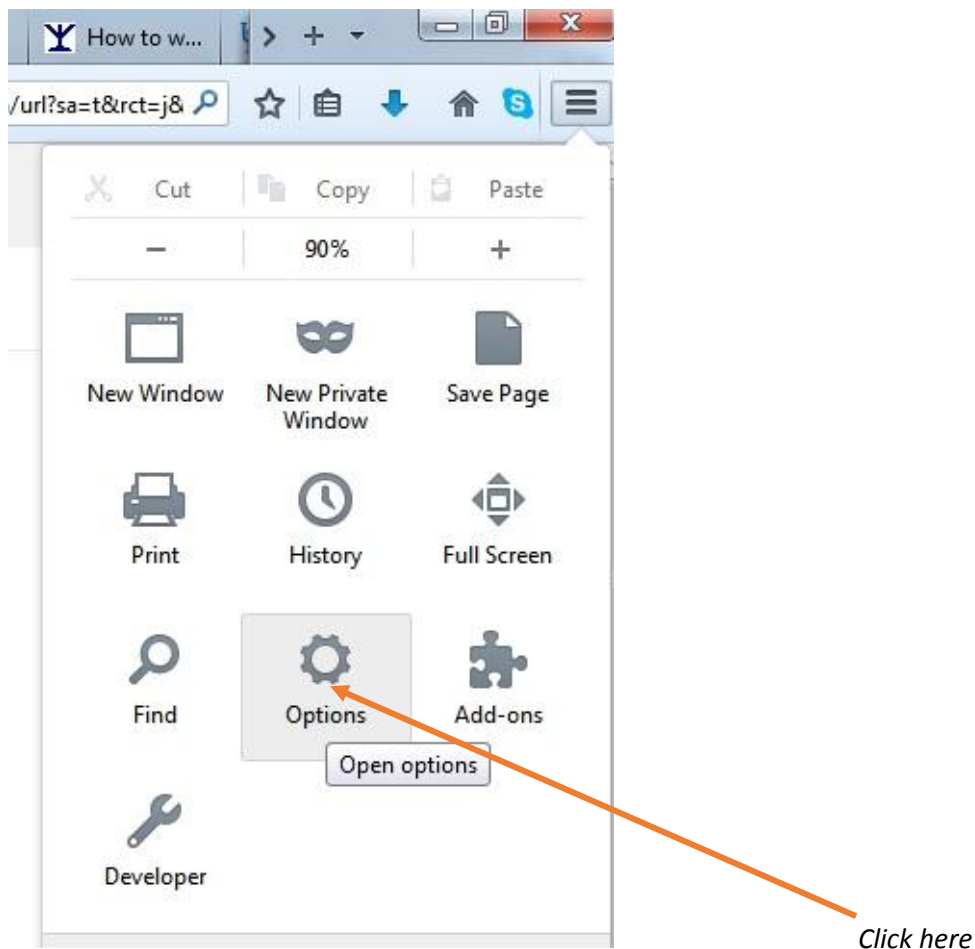 How to w...
/url?sa=t&rct=j&
Cut Copy Paste
− 90% +
New Window New Private Window Save Page
Print History Full Screen
Find Options Add-ons
Open options
Developer
Click here